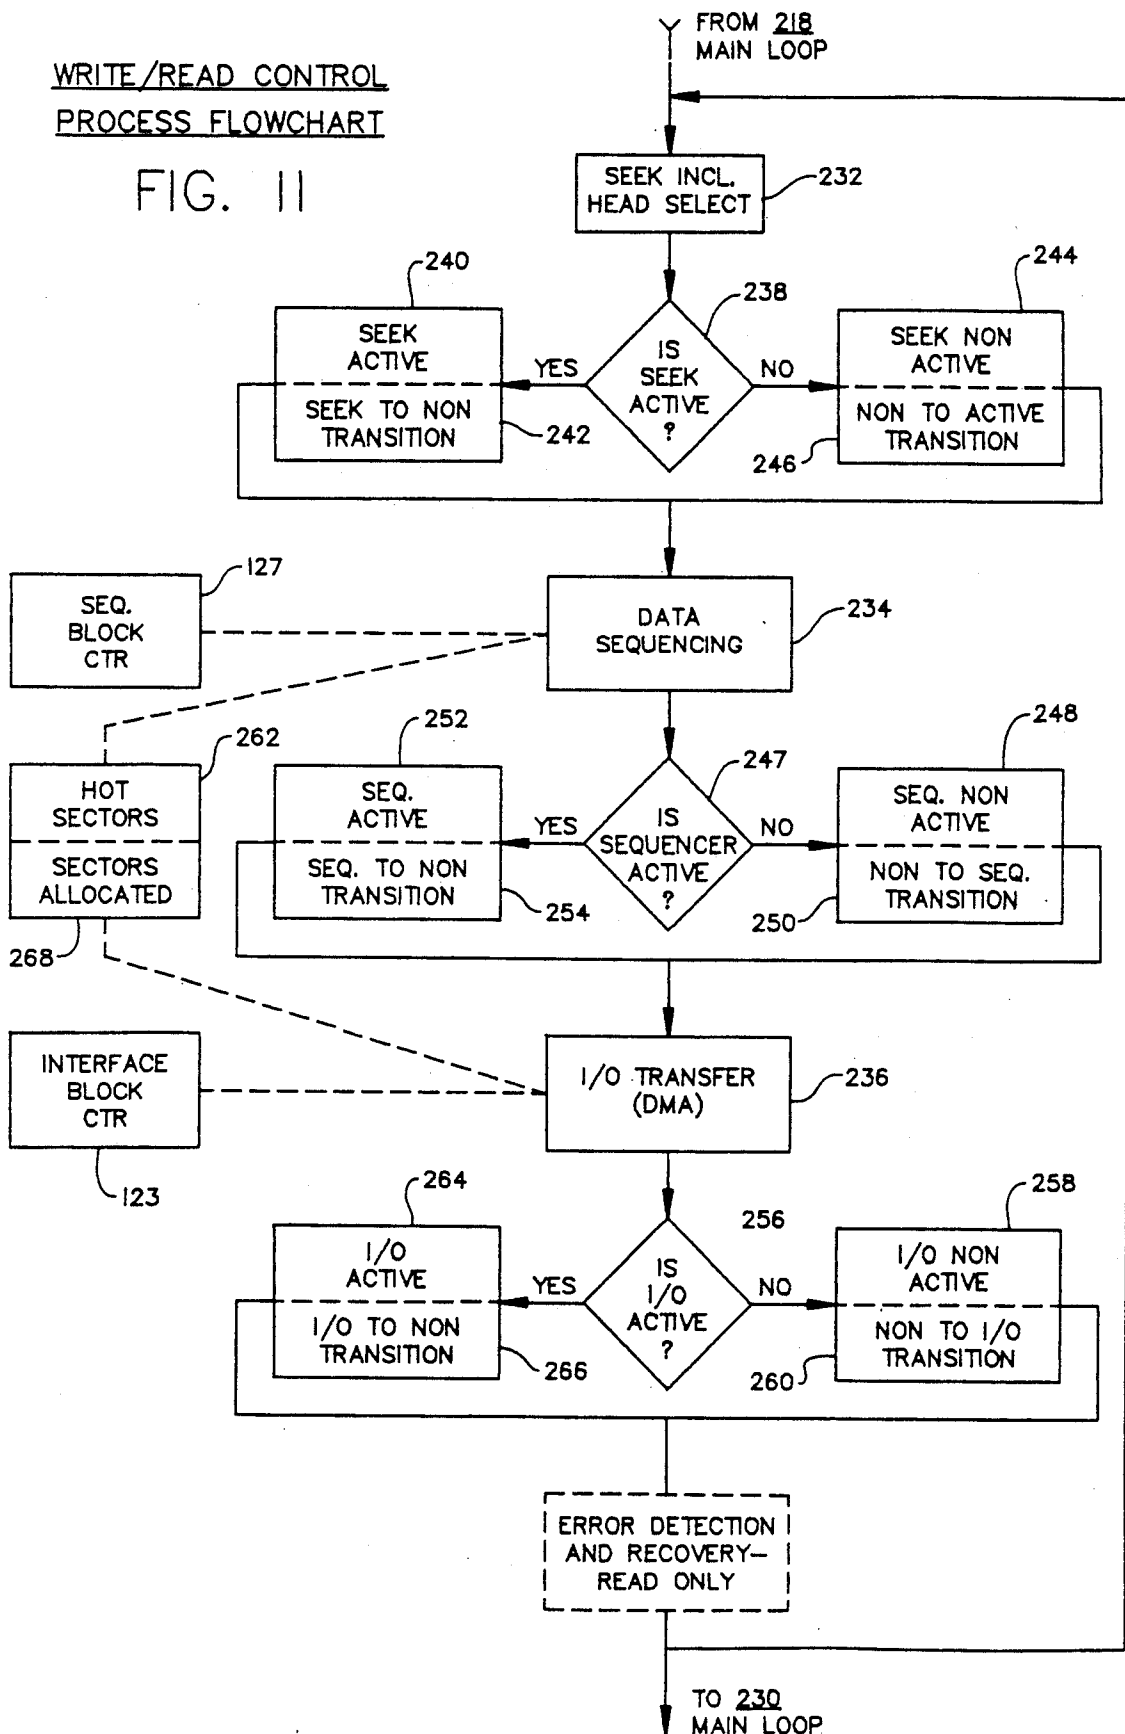 FROM 218
MAIN LOOP
WRITE/READ CONTROL
PROCESS FLOWCHART
FIG. 11
SEEK INCL.
HEAD SELECT
232
240
238
244
SEEK
ACTIVE
SEEK TO NON
TRANSITION
242
YES
IS
SEEK
ACTIVE
?
NO
SEEK NON
ACTIVE
NON TO ACTIVE
TRANSITION
246
127
SEQ.
BLOCK
CTR
DATA
SEQUENCING
234
262
HOT
SECTORS
SECTORS
ALLOCATED
268
252
SEQ.
ACTIVE
SEQ. TO NON
TRANSITION
254
YES
247
IS
SEQUENCER
ACTIVE
?
NO
248
SEQ. NON
ACTIVE
NON TO SEQ.
TRANSITION
250
INTERFACE
BLOCK
CTR
123
I/O TRANSFER
(DMA)
236
264
I/O
ACTIVE
I/O TO NON
TRANSITION
266
YES
256
IS
I/O
ACTIVE
?
NO
258
I/O NON
ACTIVE
NON TO I/O
TRANSITION
260
ERROR DETECTION
AND RECOVERY—
READ ONLY
TO 230
MAIN LOOP